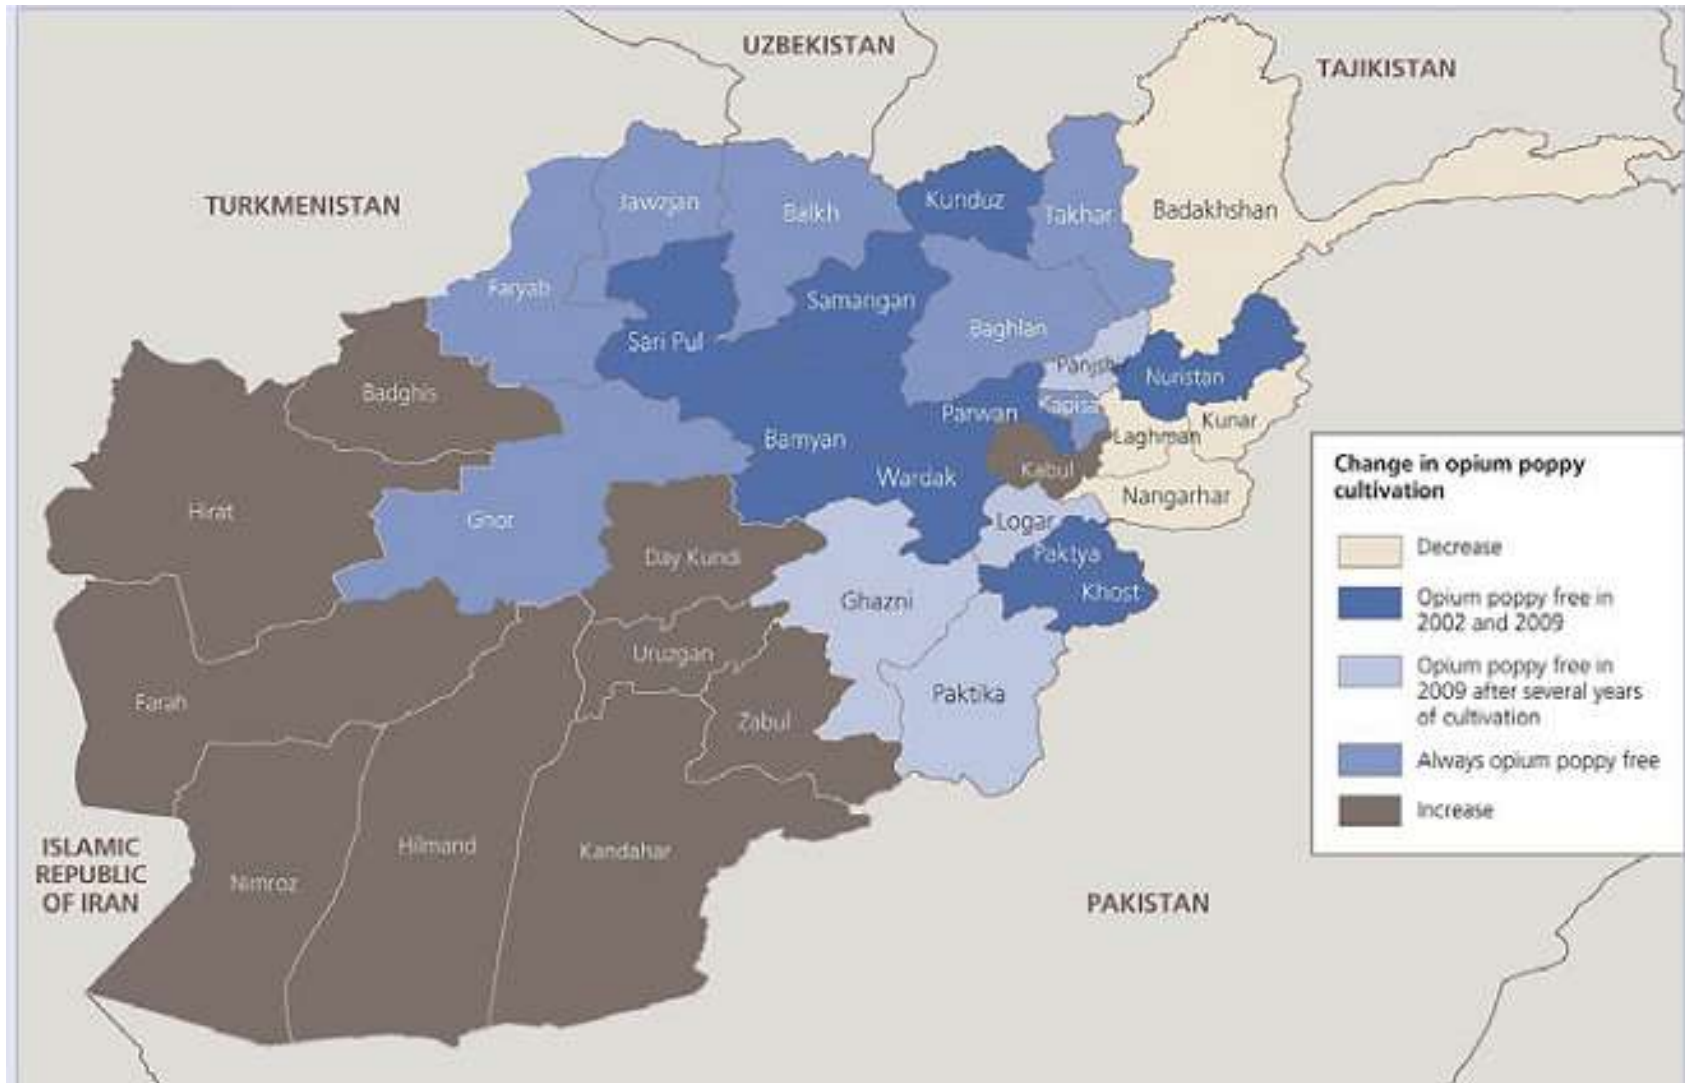 UZBEKISTAN
TAJIKISTAN
TURKMENISTAN
Jawzjan
Balkh
Kunduz
Takhar
Badakhshan
Faryab
Samangan
Sari Pul
Baghlan
Panjshi
Nuristan
Badghis
Parwan
Kapisa
Kunar
Laghman
Bamyan
Kabul
Wardak
Nangarhar
Hirat
Ghor
Logar
Day Kundi
Paktya
Khost
Ghazni
Uruzgan
Farah
Zabul
Paktika
Hilmand
Kandahar
Nimroz
ISLAMIC
REPUBLIC
OF IRAN
PAKISTAN
Change in opium poppy
cultivation
Decrease
Opium poppy free in
2002 and 2009
Opium poppy free in
2009 after several years
of cultivation
Always opium poppy free
Increase